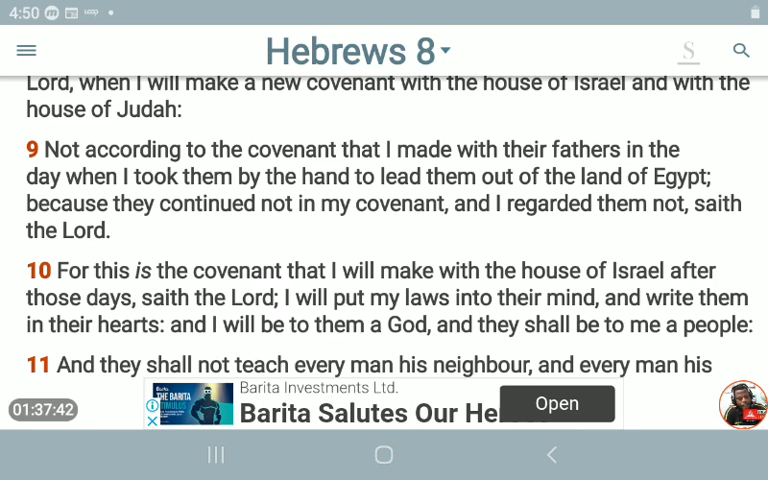 4:50
Hebrews 8
S
Lord, when I will make a new covenant with the house of Israel and with the
house of Judah:
9 Not according to the covenant that I made with their fathers in the
day when I took them by the hand to lead them out of the land of Egypt;
because they continued not in my covenant, and I regarded them not, saith
the Lord.
10 For this is the covenant that I will make with the house of Israel after
those days, saith the Lord; I will put my laws into their mind, and write them
in their hearts: and I will be to them a God, and they shall be to me a people:
11 And they shall not teach every man his neighbour, and every man his
01:37:42
THE BARITA
STIMULUS
Barita Investments Ltd.
Barita Salutes Our He
Open